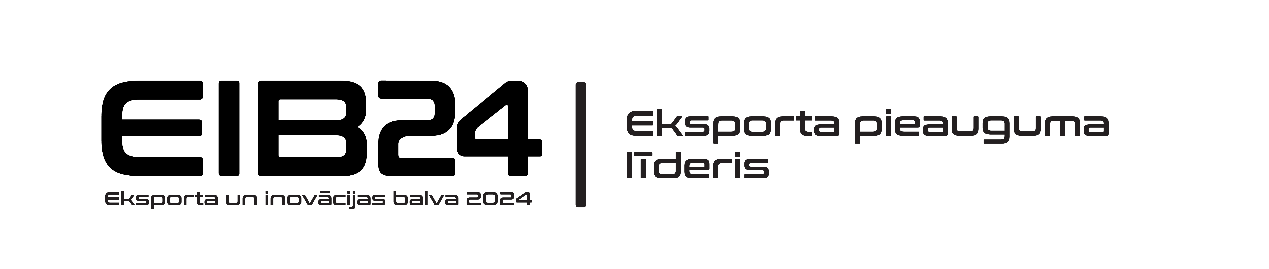 EIB24
Eksporta un inovācijas balva 2024
Eksporta pieauguma
līderis